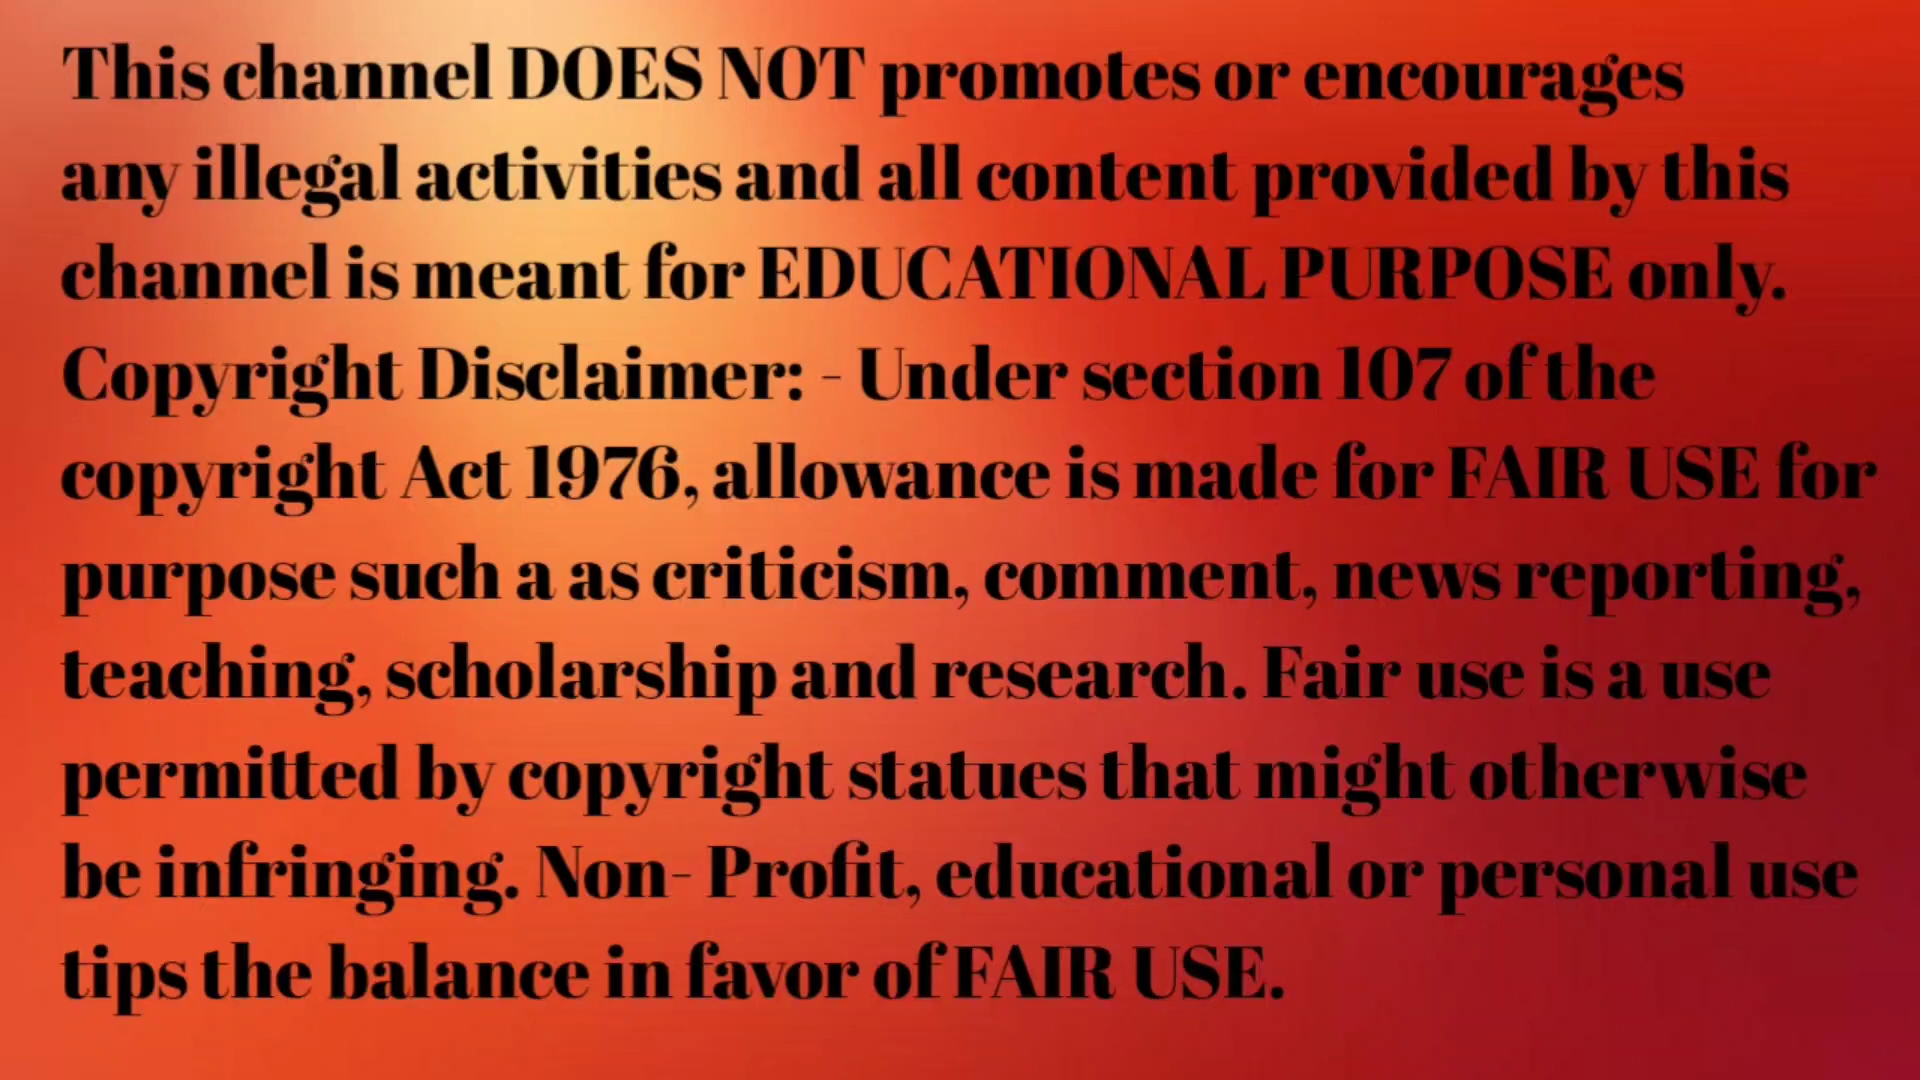 This channel DOES NOT promotes or encourages
any illegal activities and all content provided by this
channel is meant for EDUCATIONAL PURPOSE only.
Copyright Disclaimer: - Under section 107 of the
copyright Act 1976, allowance is made for FAIR USE for
purpose such a as criticism, comment, news reporting,
teaching, scholarship and research. Fair use is a use
permitted by copyright statues that might otherwise
be infringing. Non- Profit, educational or personal use
tips the balance in favor of FAIR USE.